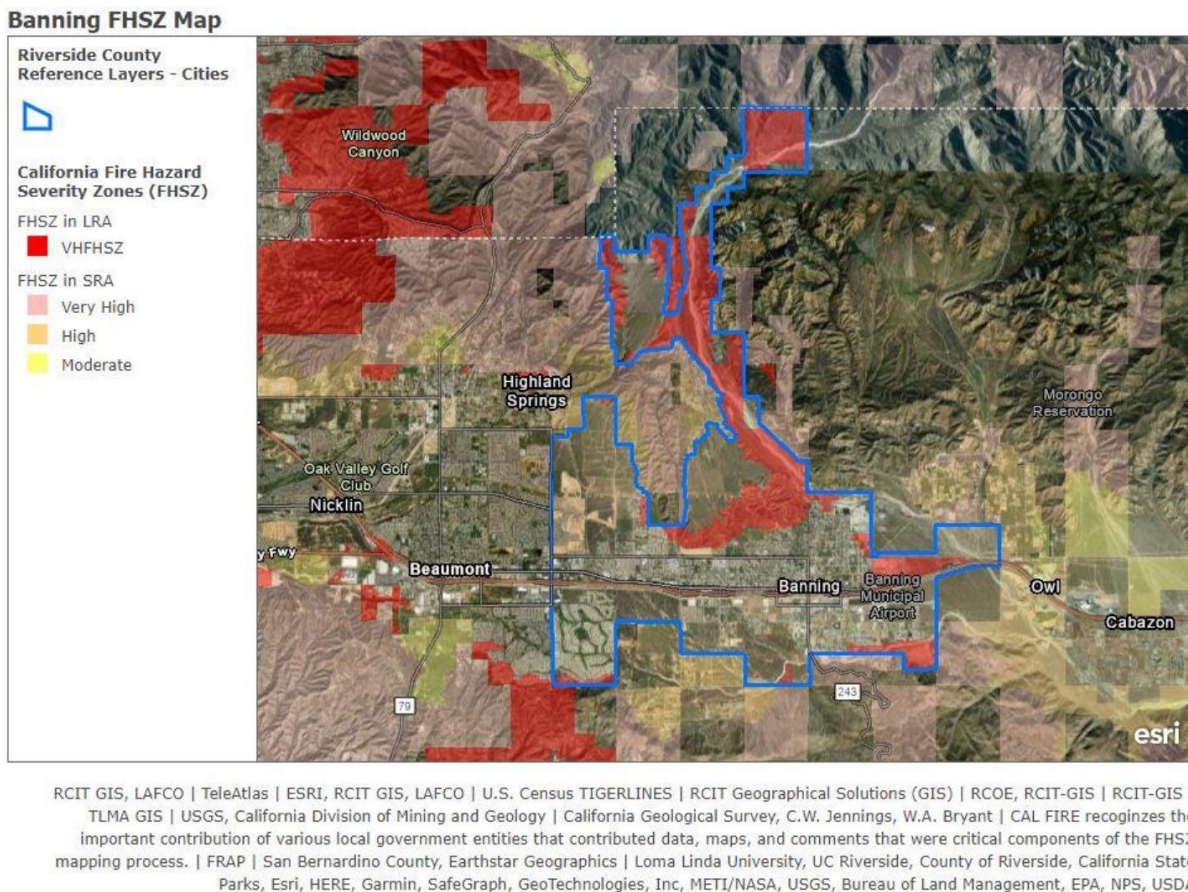 Banning FHSZ Map
Riverside County
Reference Layers - Cities
California Fire Hazard
Severity Zones (FHSZ)
FHSZ in LRA
VHFHSZ
FHSZ in SRA
Very High
High
Moderate
Wildwood
Canyon
Highland
Springs
Morongo
Reservation
Oak Valley Golf
Club
Nicklin
y Fwy
Beaumont
Banning
Banning
Municipal
Airport
Owl
Cabazon
79
243
esri
RCIT GIS, LAFCO | TeleAtlas | ESRI, RCIT GIS, LAFCO | U.S. Census TIGERLINES | RCIT Geographical Solutions (GIS) | RCOE, RCIT-GIS | RCIT-GIS
TLMA GIS | USGS, California Division of Mining and Geology | California Geological Survey, C.W. Jennings, W.A. Bryant | CAL FIRE recoginzes the
important contribution of various local government entities that contributed data, maps, and comments that were critical components of the FHSZ
mapping process. | FRAP | San Bernardino County, Earthstar Geographics | Loma Linda University, UC Riverside, County of Riverside, California State
Parks, Esri, HERE, Garmin, SafeGraph, GeoTechnologies, Inc, METI/NASA, USGS, Bureau of Land Management, EPA, NPS, USDA